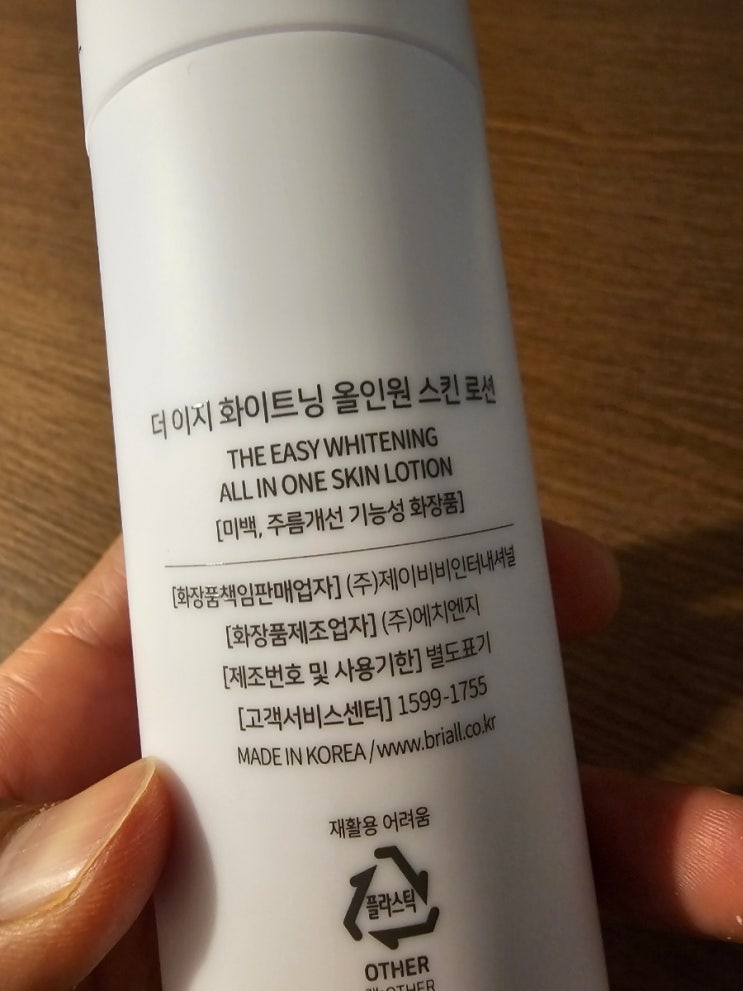 더 이지 화이트닝 올인원 스킨 로션
THE EASY WHITENING
ALL IN ONE SKIN LOTION
[미백, 주름개선 기능성 화장품]
[화장품책임판매업자] (주)제이비비인터내셔널
[화장품제조업자] (주)에치엔지
[제조번호 및 사용기한] 별도표기
[고객서비스센터] 1599-1755
MADE IN KOREA / www.briall.co.kr
재활용 어려움
플라스틱
OTHER
캡:OTHER